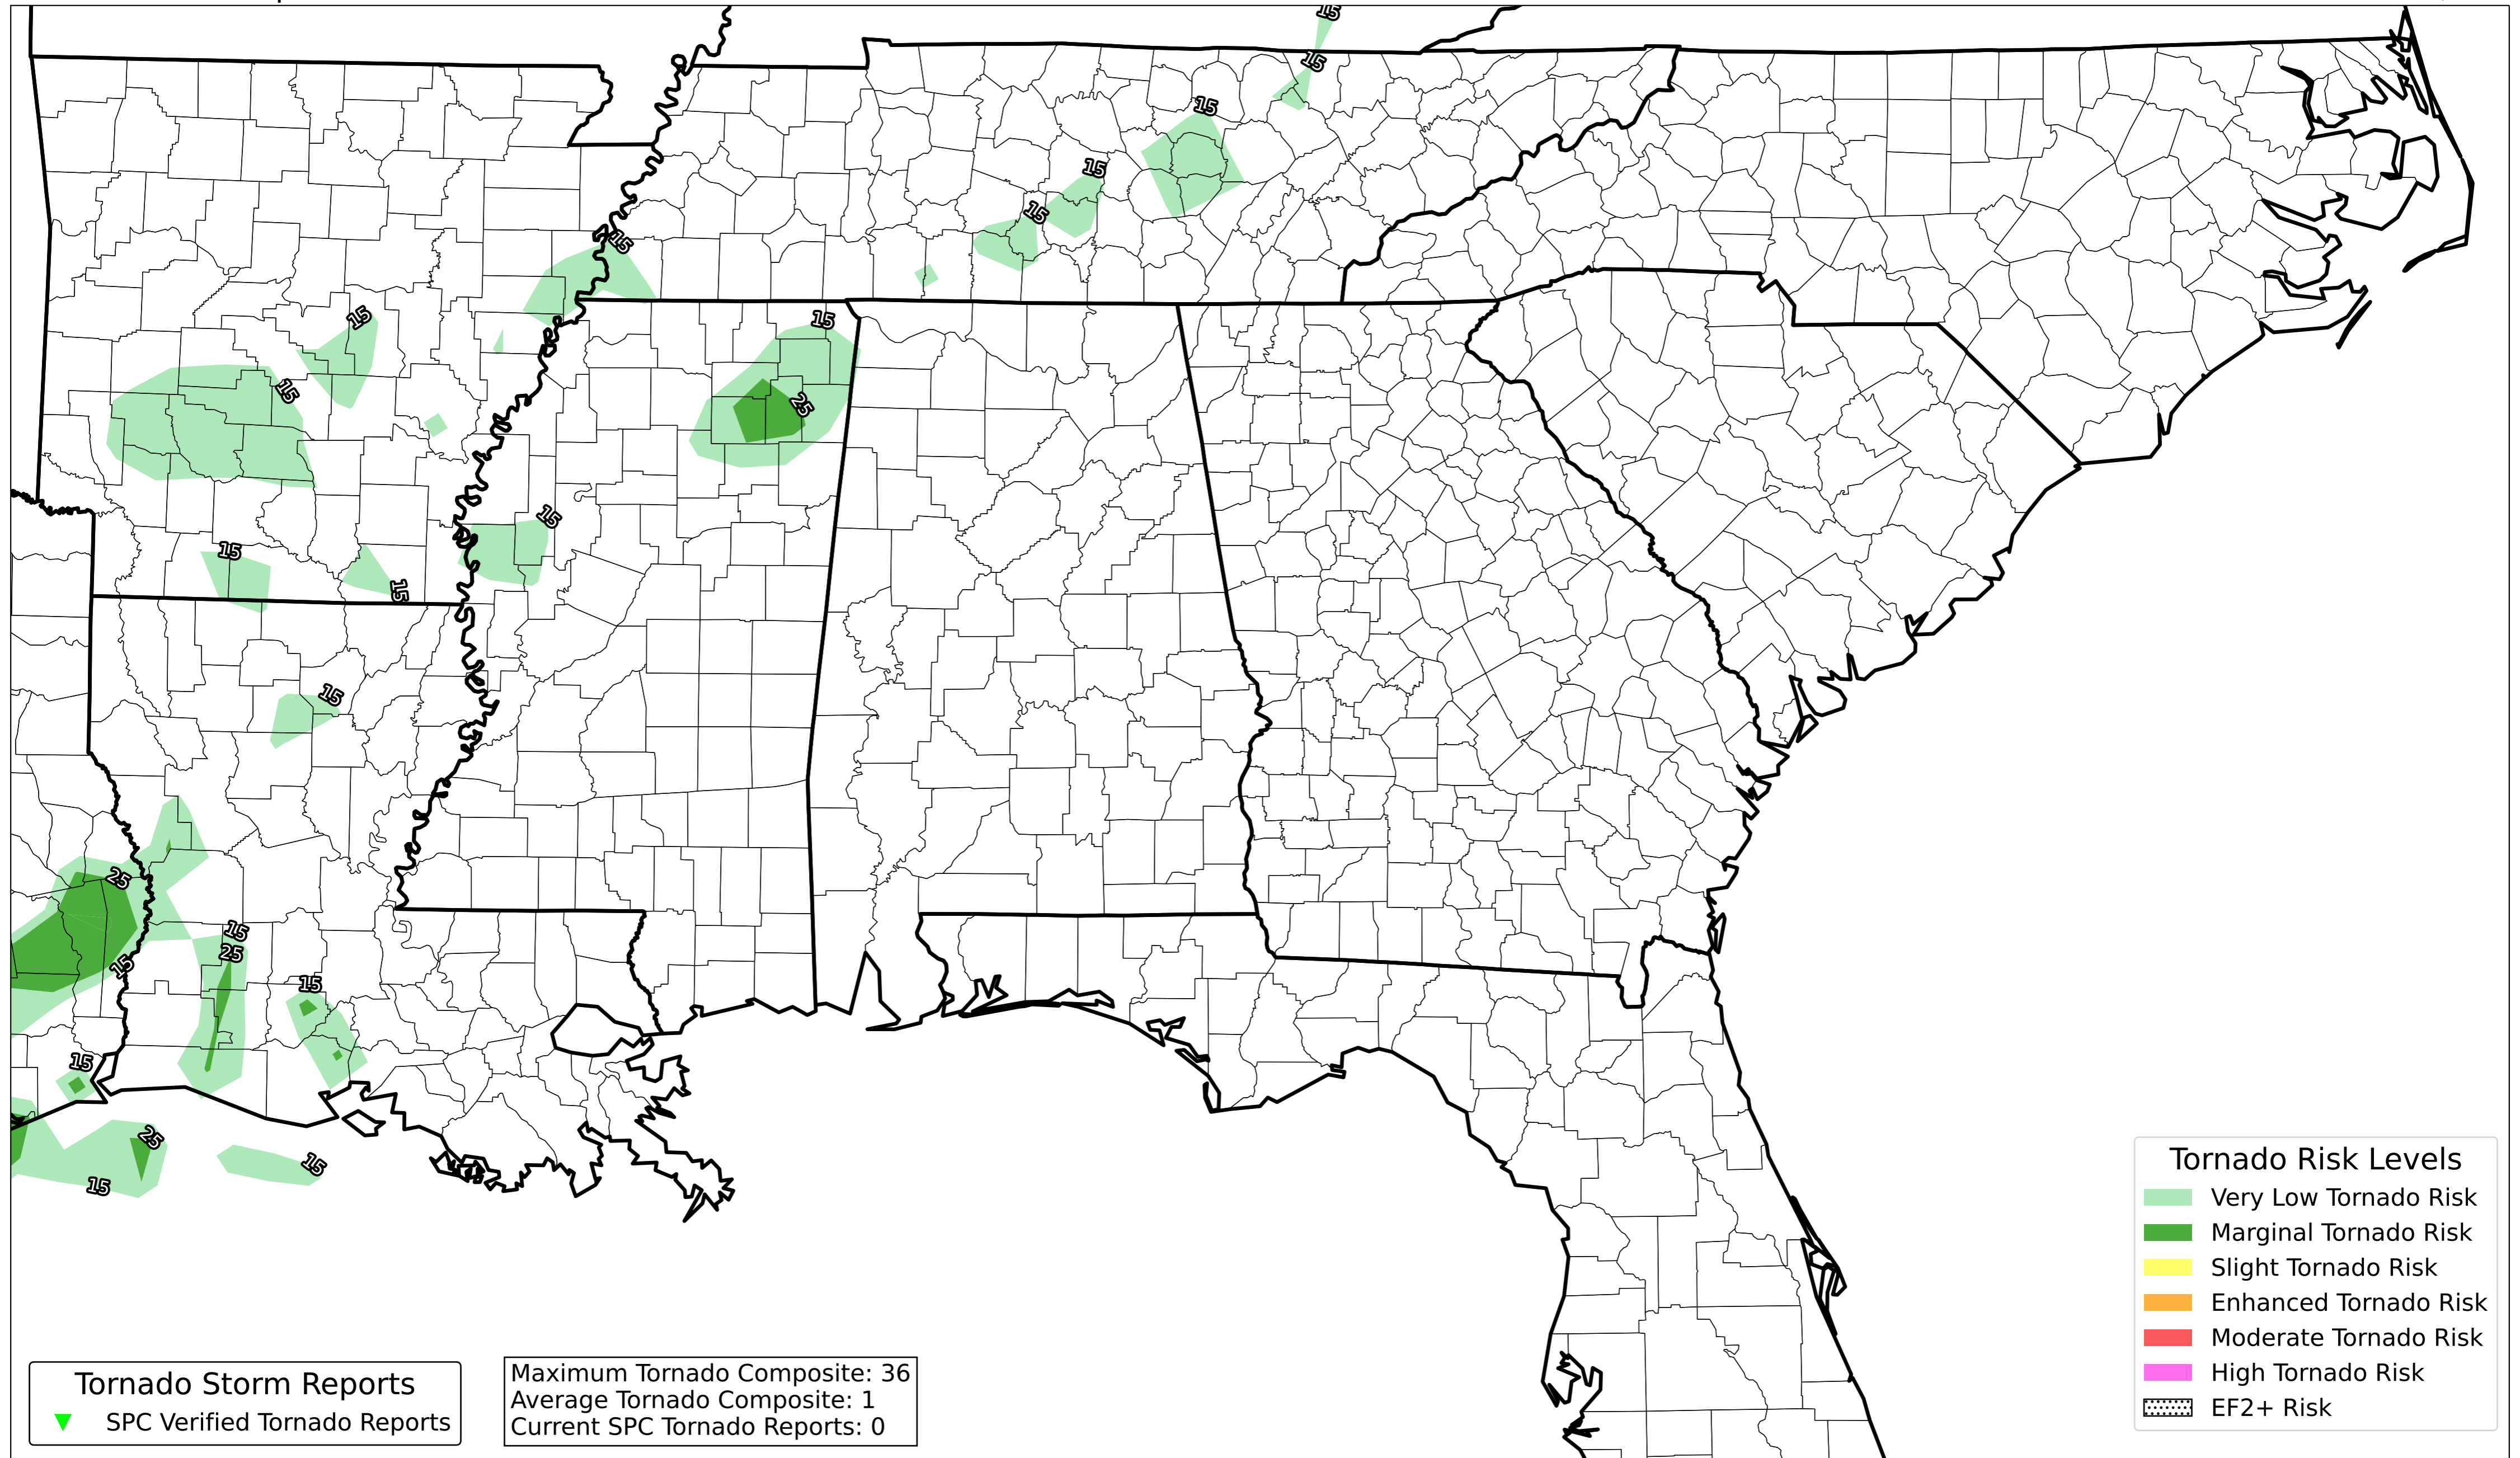 15
15
15
15
15
15
15
15
15
25
15
15
15
15
25
15
25
15
15
15
25
15
15
Tornado Risk Levels
Very Low Tornado Risk
Marginal Tornado Risk
Slight Tornado Risk
Enhanced Tornado Risk
Moderate Tornado Risk
High Tornado Risk
EF2+ Risk
Tornado Storm Reports
SPC Verified Tornado Reports
Maximum Tornado Composite: 36
Average Tornado Composite: 1
Current SPC Tornado Reports: 0